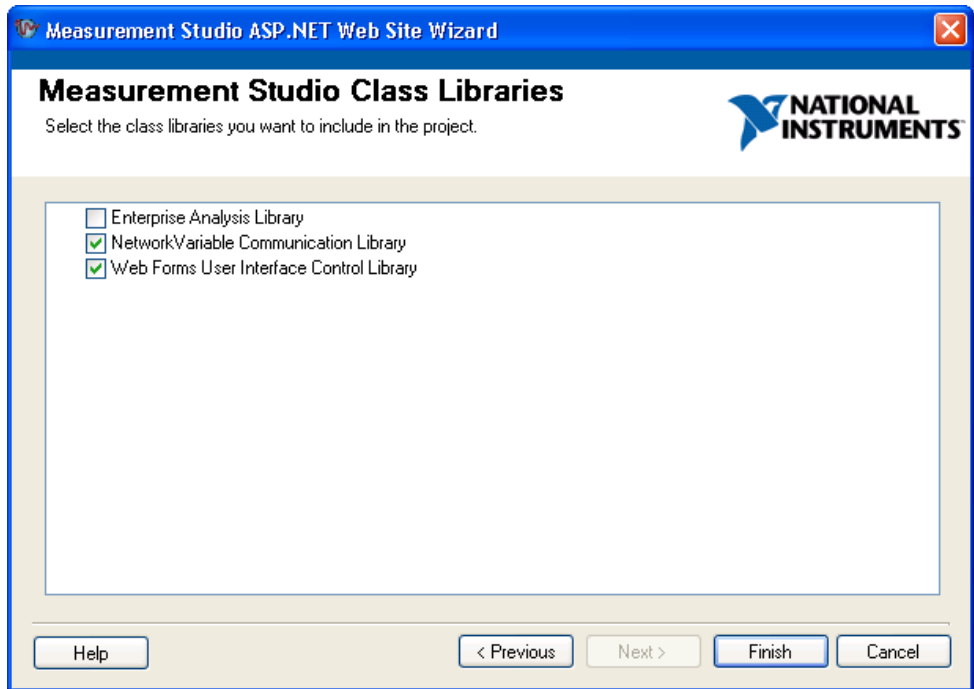 Measurement Studio ASP.NET Web Site Wizard
Measurement Studio Class Libraries
Select the class libraries you want to include in the project.
NATIONAL
INSTRUMENTS
Enterprise Analysis Library
NetworkVariable Communication Library
Web Forms User Interface Control Library
Help
< Previous
Next >
Finish
Cancel